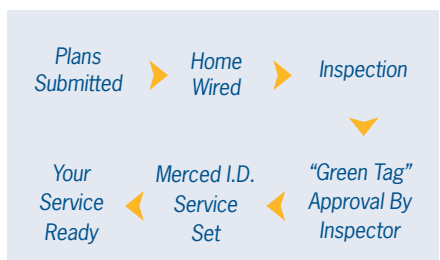 Plans
Submitted
Home
Wired
Inspection
“Green Tag”
Approval By
Inspector
Merced I.D.
Service
Set
Your
Service
Ready